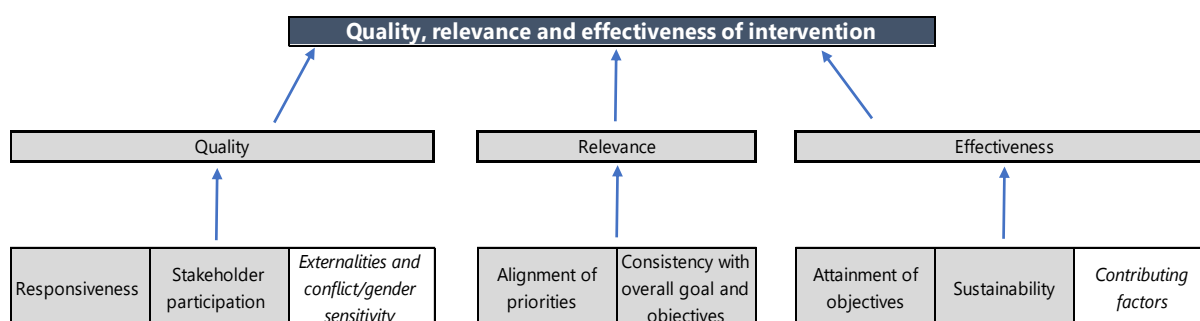 Quality, relevance and effectiveness of intervention
Quality
Relevance
Effectiveness
Responsiveness
Stakeholder
participation
Externalities and
conflict/gender
sensitivity
Alignment of
priorities
Consistency with
overall goal and
objectives
Attainment of
objectives
Sustainability
Contributing
factors